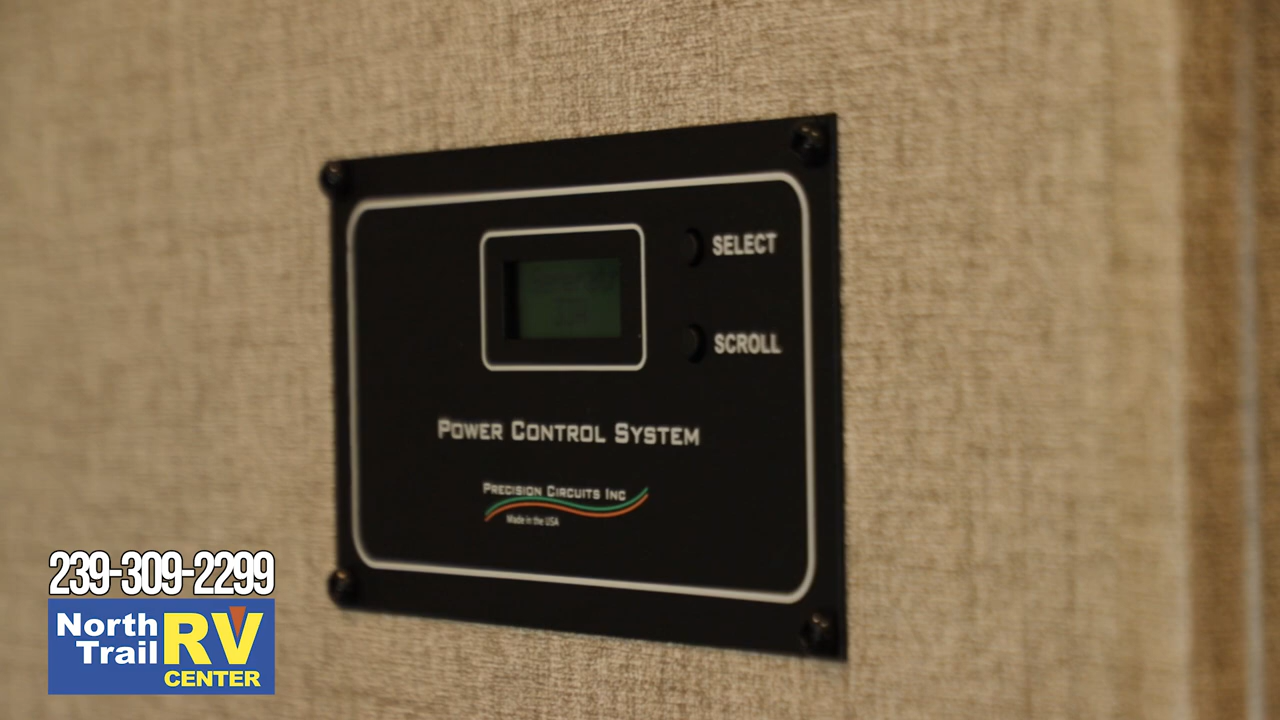 SELECT
SCROLL
POWER CONTROL SYSTEM
PRECISION CIRCUITS INC
Made in the USA
239-309-2299
North
Trail
RV
CENTER